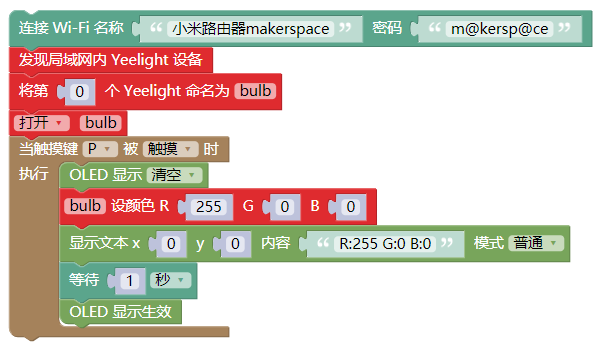 连接 Wi-Fi 名称 “ 小米路由器makerspace ” 密码 “ m@kersp@ce ”
发现局域网内 Yeelight 设备
将第 0 个 Yeelight 命名为 bulb
打开 bulb
当触摸键 P 被 触摸 时
执行 OLED 显示 清空
bulb 设颜色 R 255 G 0 B 0
显示文本 x 0 y 0 内容 “ R:255 G:0 B:0 ” 模式 普通
等待 1 秒
OLED 显示生效